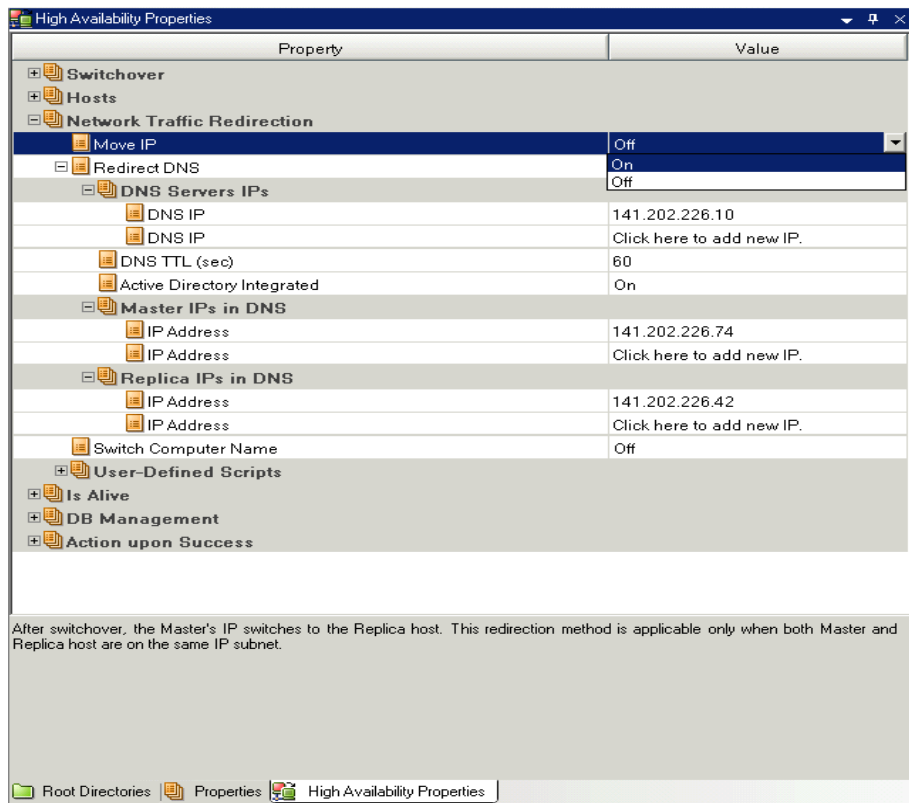 High Availability Properties
Property Value
Switchover
Hosts
Network Traffic Redirection
Move IP Off
On
Redirect DNS
Off
DNS Servers IPs
DNS IP 141.202.226.10
DNS IP Click here to add new IP.
DNS TTL (sec) 60
Active Directory Integrated On
Master IPs in DNS
IP Address 141.202.226.74
IP Address Click here to add new IP.
Replica IPs in DNS
IP Address 141.202.226.42
IP Address Click here to add new IP.
Switch Computer Name Off
User-Defined Scripts
Is Alive
DB Management
Action upon Success
After switchover, the Master's IP switches to the Replica host. This redirection method is applicable only when both Master and
Replica host are on the same IP subnet.
Root Directories Properties High Availability Properties